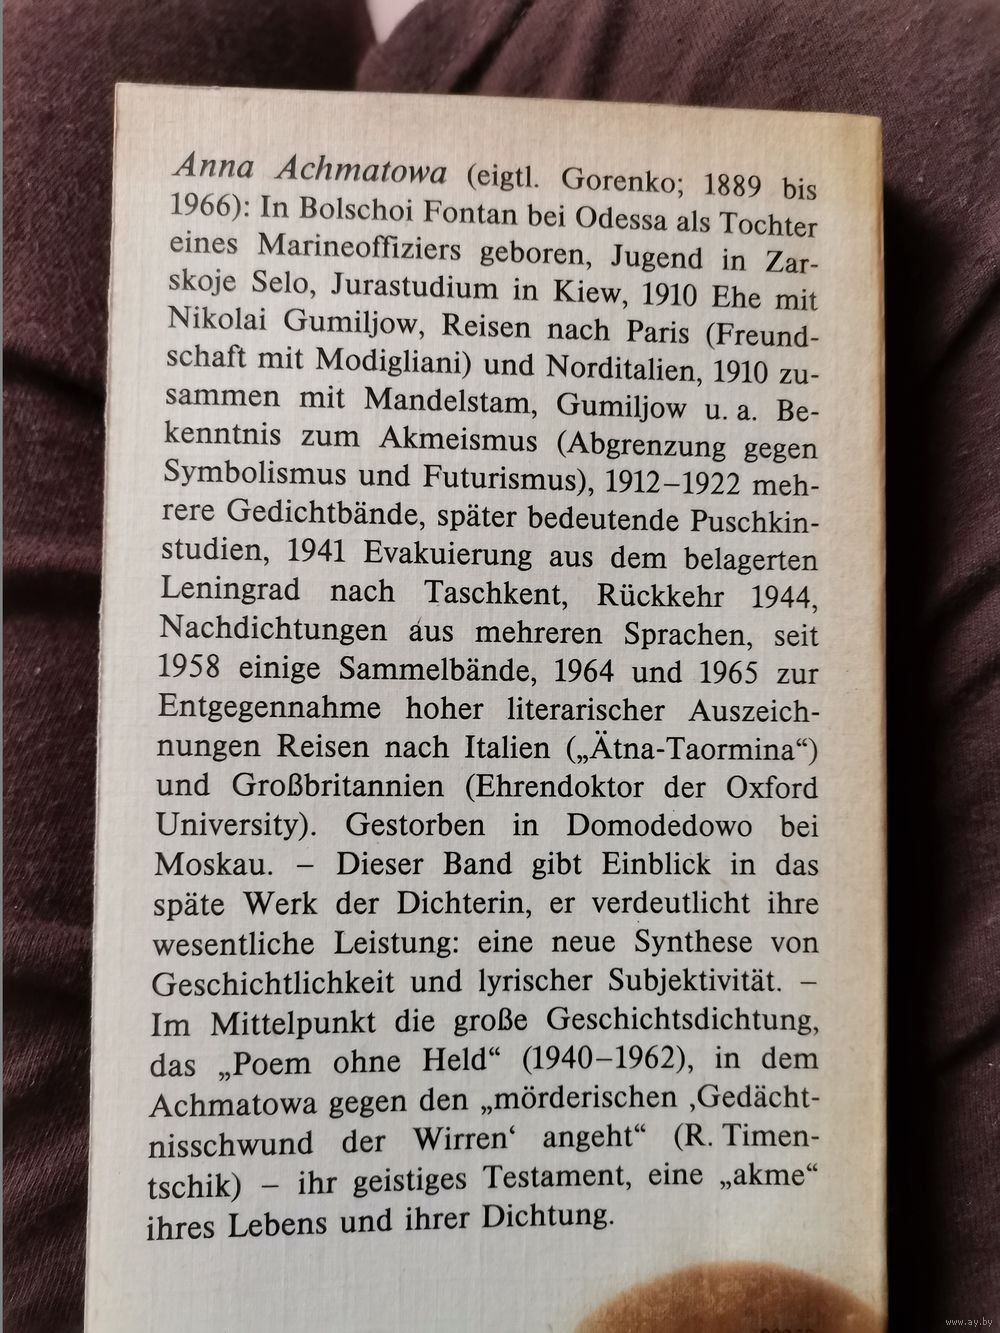 Anna Achmatowa (eigtl. Gorenko; 1889 bis
1966): In Bolschoi Fontan bei Odessa als Tochter
eines Marineoffiziers geboren, Jugend in Zar-
skoje Selo, Jurastudium in Kiew, 1910 Ehe mit
Nikolai Gumiljow, Reisen nach Paris (Freund-
schaft mit Modigliani) und Norditalien, 1910 zu-
sammen mit Mandelstam, Gumiljow u. a. Be-
kenntnis zum Akmeismus (Abgrenzung gegen
Symbolismus und Futurismus), 1912–1922 meh-
rere Gedichtbände, später bedeutende Puschkin-
studien, 1941 Evakuierung aus dem belagerten
Leningrad nach Taschkent, Rückkehr 1944,
Nachdichtungen aus mehreren Sprachen, seit
1958 einige Sammelbände, 1964 und 1965 zur
Entgegennahme hoher literarischer Auszeich-
nungen Reisen nach Italien („Ätna-Taormina“)
und Großbritannien (Ehrendoktor der Oxford
University). Gestorben in Domodedowo bei
Moskau. – Dieser Band gibt Einblick in das
späte Werk der Dichterin, er verdeutlicht ihre
wesentliche Leistung: eine neue Synthese von
Geschichtlichkeit und lyrischer Subjektivität. –
Im Mittelpunkt die große Geschichtsdichtung,
das „Poem ohne Held“ (1940–1962), in dem
Achmatowa gegen den „mörderischen ‚Gedächt-
nisschwund der Wirren‘ angeht“ (R. Timen-
tschik) – ihr geistiges Testament, eine „akme“
ihres Lebens und ihrer Dichtung.
www.ay.by